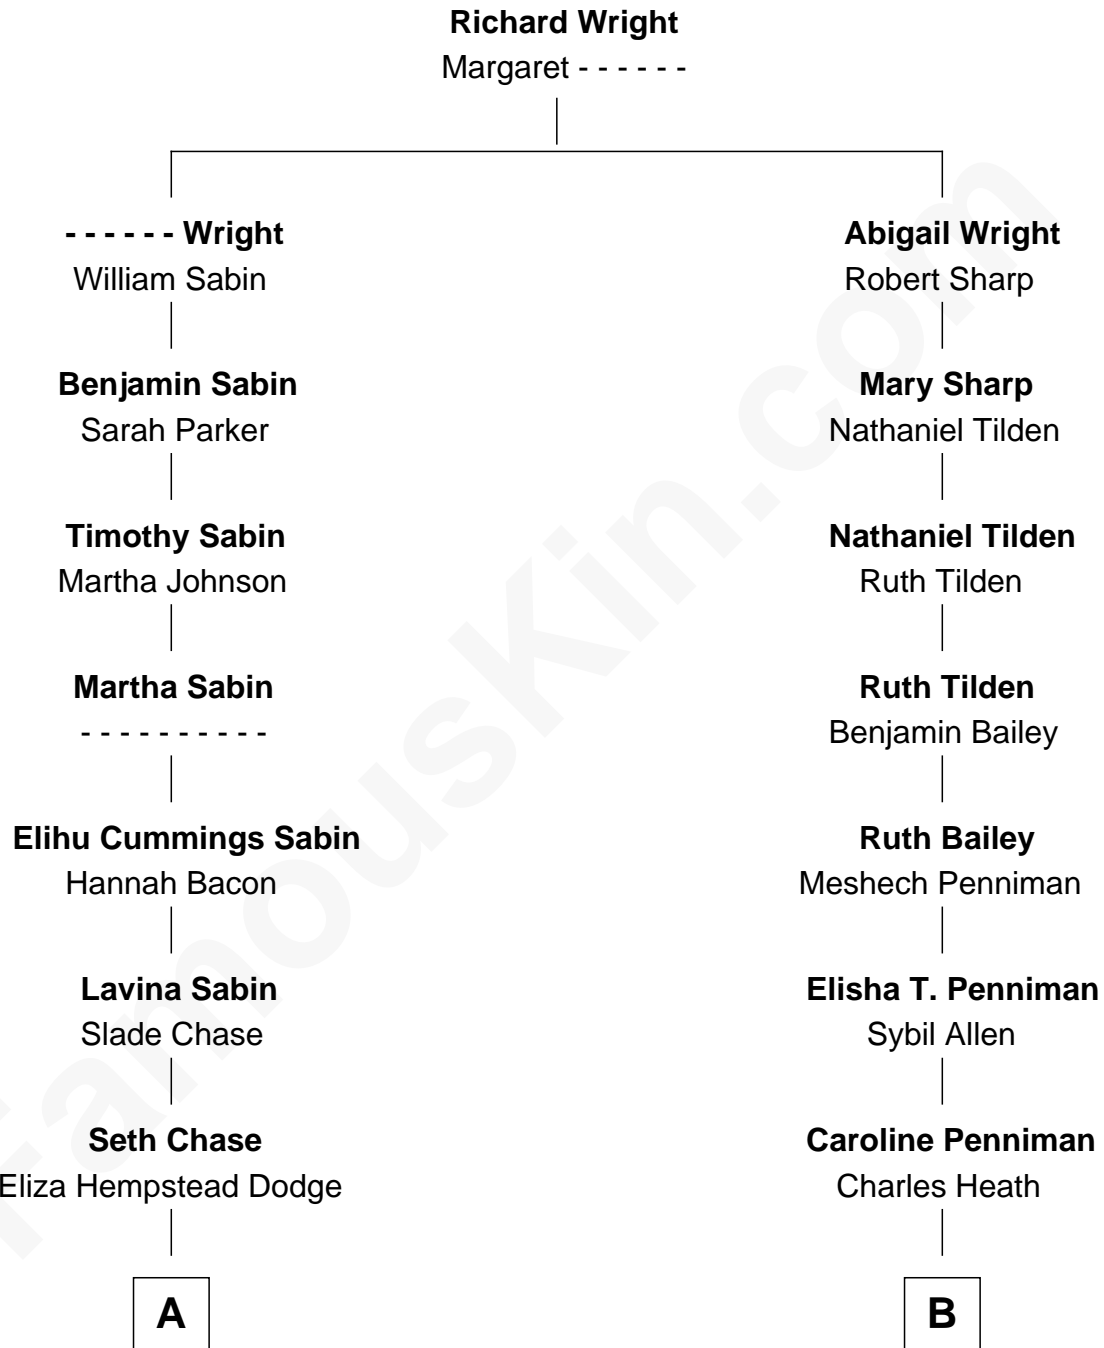 Richard Wright
Margaret - - - - - -
- - - - - - Wright
William Sabin
Benjamin Sabin
Sarah Parker
Timothy Sabin
Martha Johnson
Martha Sabin
- - - - - - - - - -
Elihu Cummings Sabin
Hannah Bacon
Lavina Sabin
Slade Chase
Seth Chase
Eliza Hempstead Dodge
A
Abigail Wright
Robert Sharp
Mary Sharp
Nathaniel Tilden
Nathaniel Tilden
Ruth Tilden
Ruth Tilden
Benjamin Bailey
Ruth Bailey
Meshech Penniman
Elisha T. Penniman
Sybil Allen
Caroline Penniman
Charles Heath
B
FamousKin.com